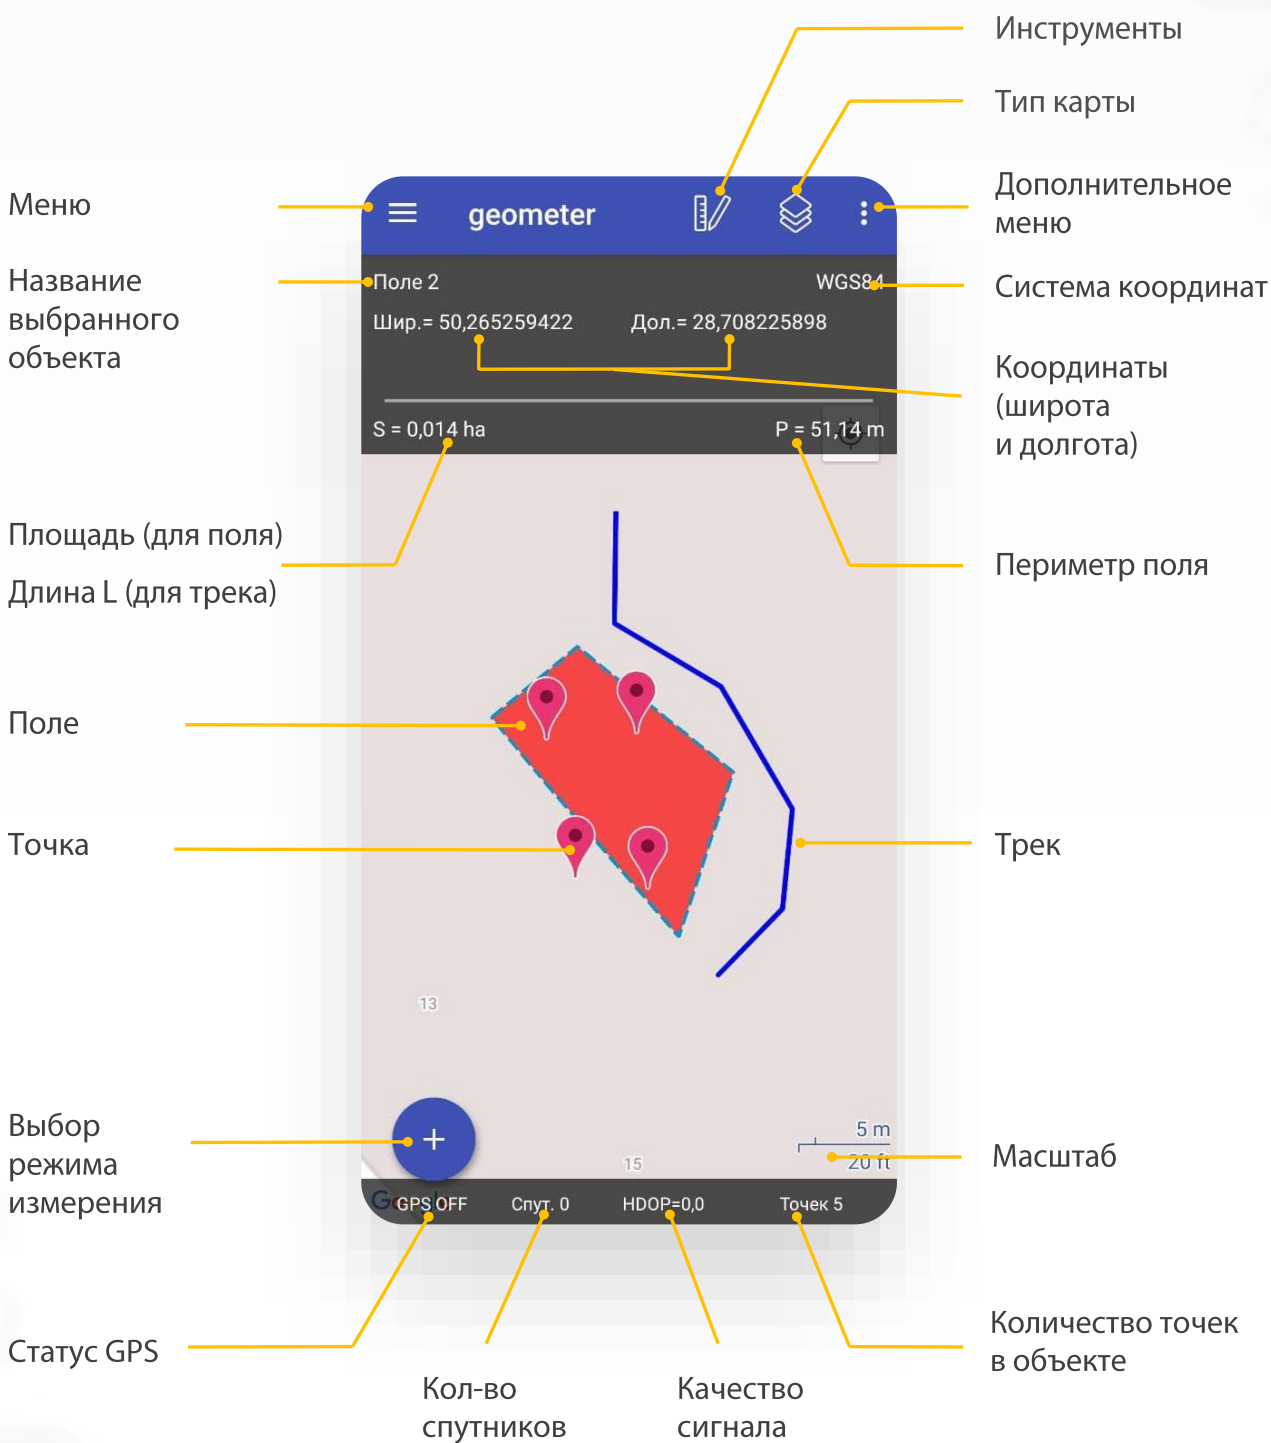 Инструменты
Тип карты
Дополнительное
меню
Меню
geometer
Название
выбранного
объекта
Поле 2
WGS84
Система координат
Шир.= 50,265259422
Дол.= 28,708225898
Координаты
(широта
и долгота)
S = 0,014 ha
P = 51,14 m
Площадь (для поля)
Длина L (для трека)
Периметр поля
Поле
Точка
Трек
13
Выбор
режима
измерения
5 m
20 ft
15
Масштаб
GPS OFF
Спут. 0
HDOP=0,0
Точек 5
Статус GPS
Кол-во
спутников
Качество
сигнала
Количество точек
в объекте